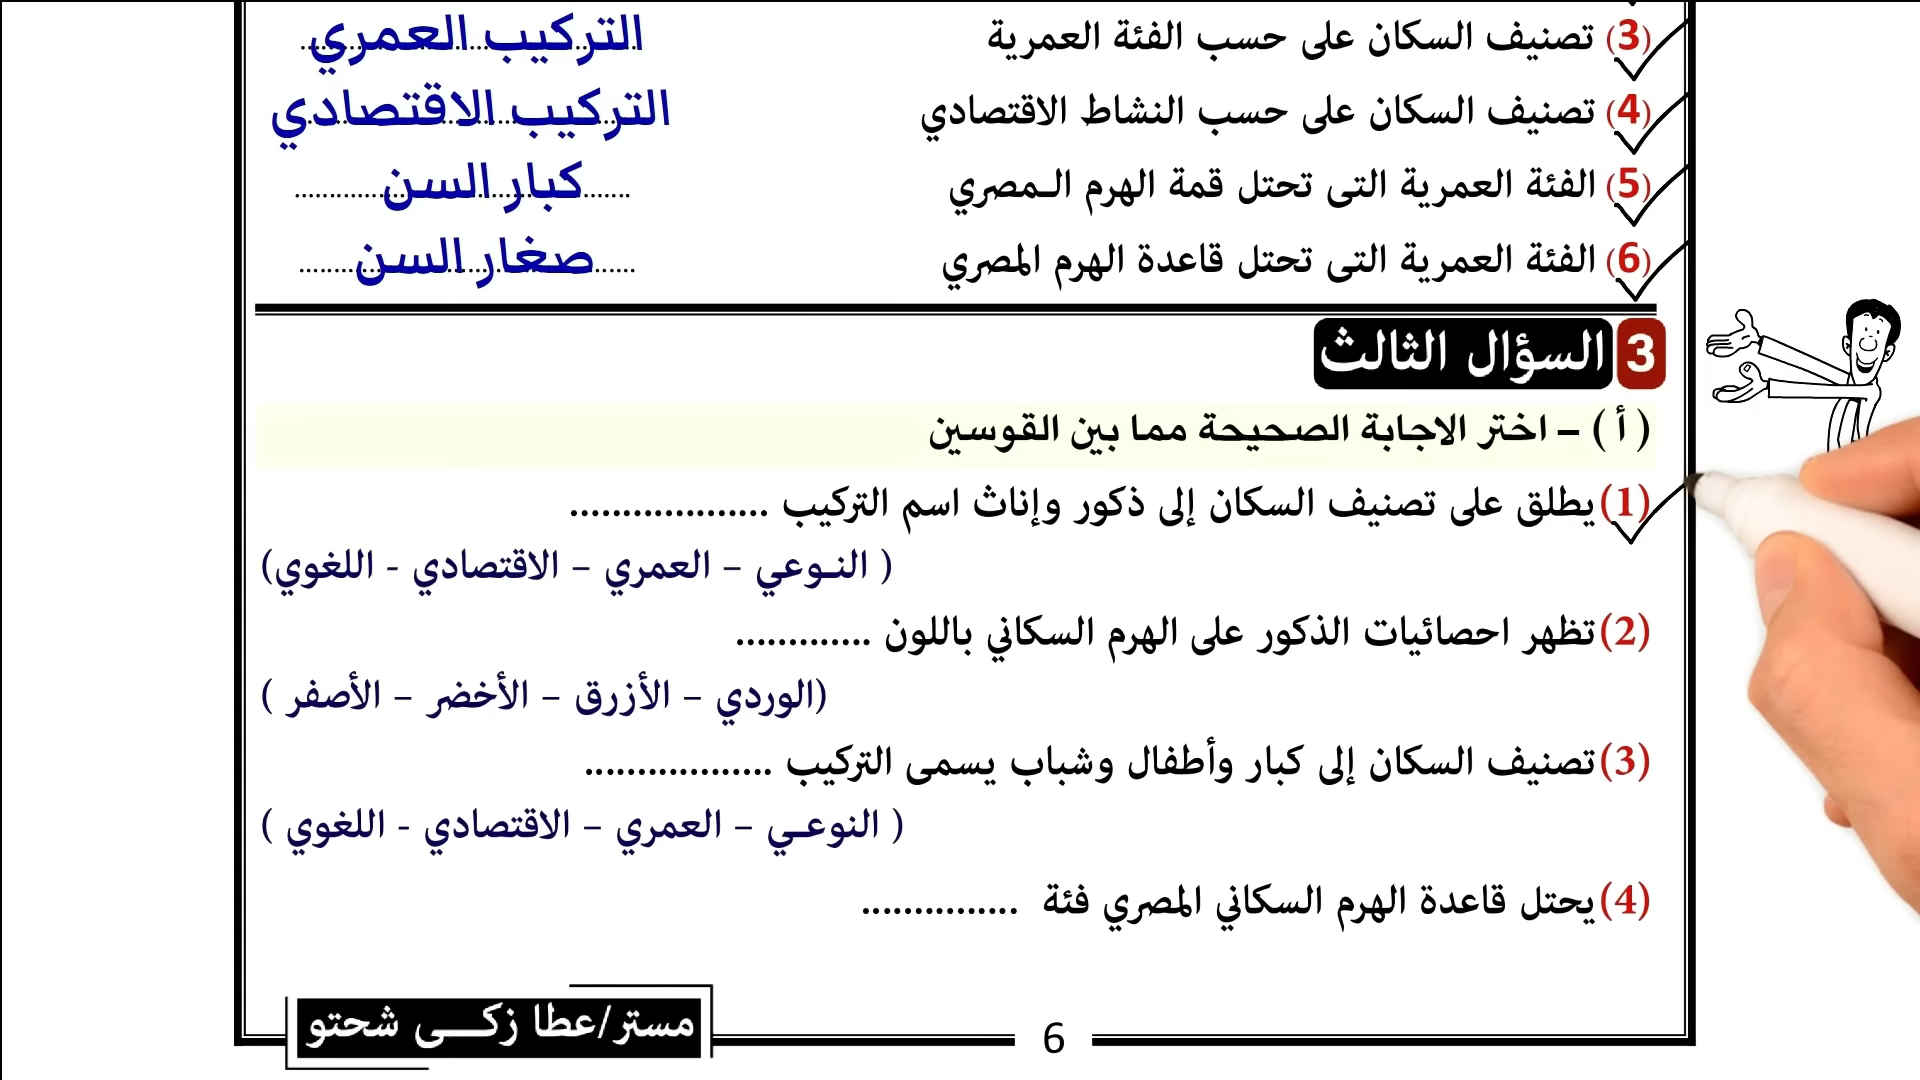 (3) تصنيف السكان على حسب الفئة العمرية ........ التركيب العمري
(4) تصنيف السكان على حسب النشاط الاقتصادي ........ التركيب الاقتصادي
(5) الفئة العمرية التى تحتل قمة الهرم الـمصري ........ كبار السن
(6) الفئة العمرية التى تحتل قاعدة الهرم المصري ........ صغار السن
3 السؤال الثالث
( أ ) – اختر الاجابة الصحيحة مما بين القوسين
(1) يطلق على تصنيف السكان إلى ذكور وإناث اسم التركيب ...................
( النـوعي – العمري – الاقتصادي - اللغوي)
(2) تظهر احصائيات الذكور على الهرم السكاني باللون .............
(الوردي – الأزرق – الأخضر – الأصفر )
(3) تصنيف السكان إلى كبار وأطفال وشباب يسمى التركيب ..................
( النوعـي – العمري – الاقتصادي - اللغوي )
(4) يحتل قاعدة الهرم السكاني المصري فئة ...............
مستر/عطا زكـــى شحتو
6